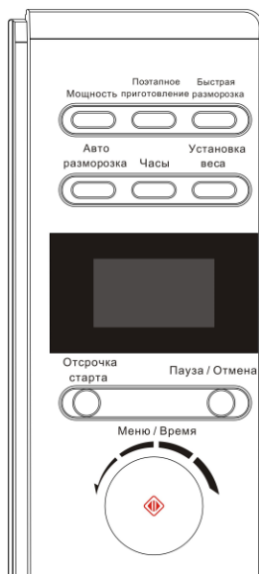 Мощность Поэтапное приготовление Быстрая разморозка
Авто разморозка Часы Установка веса
Отсрочка старта Пауза / Отмена
Меню / Время